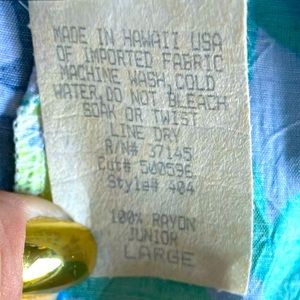 MADE IN HAWAII USA
OF IMPORTED FABRIC
MACHINE WASH, COLD
WATER, DO NOT BLEACH
SOAK OR TWIST
LINE DRY
R/N# 37145
Cut# 50059E
Style# 404
100% RAYON
JUNIOR
LARGE